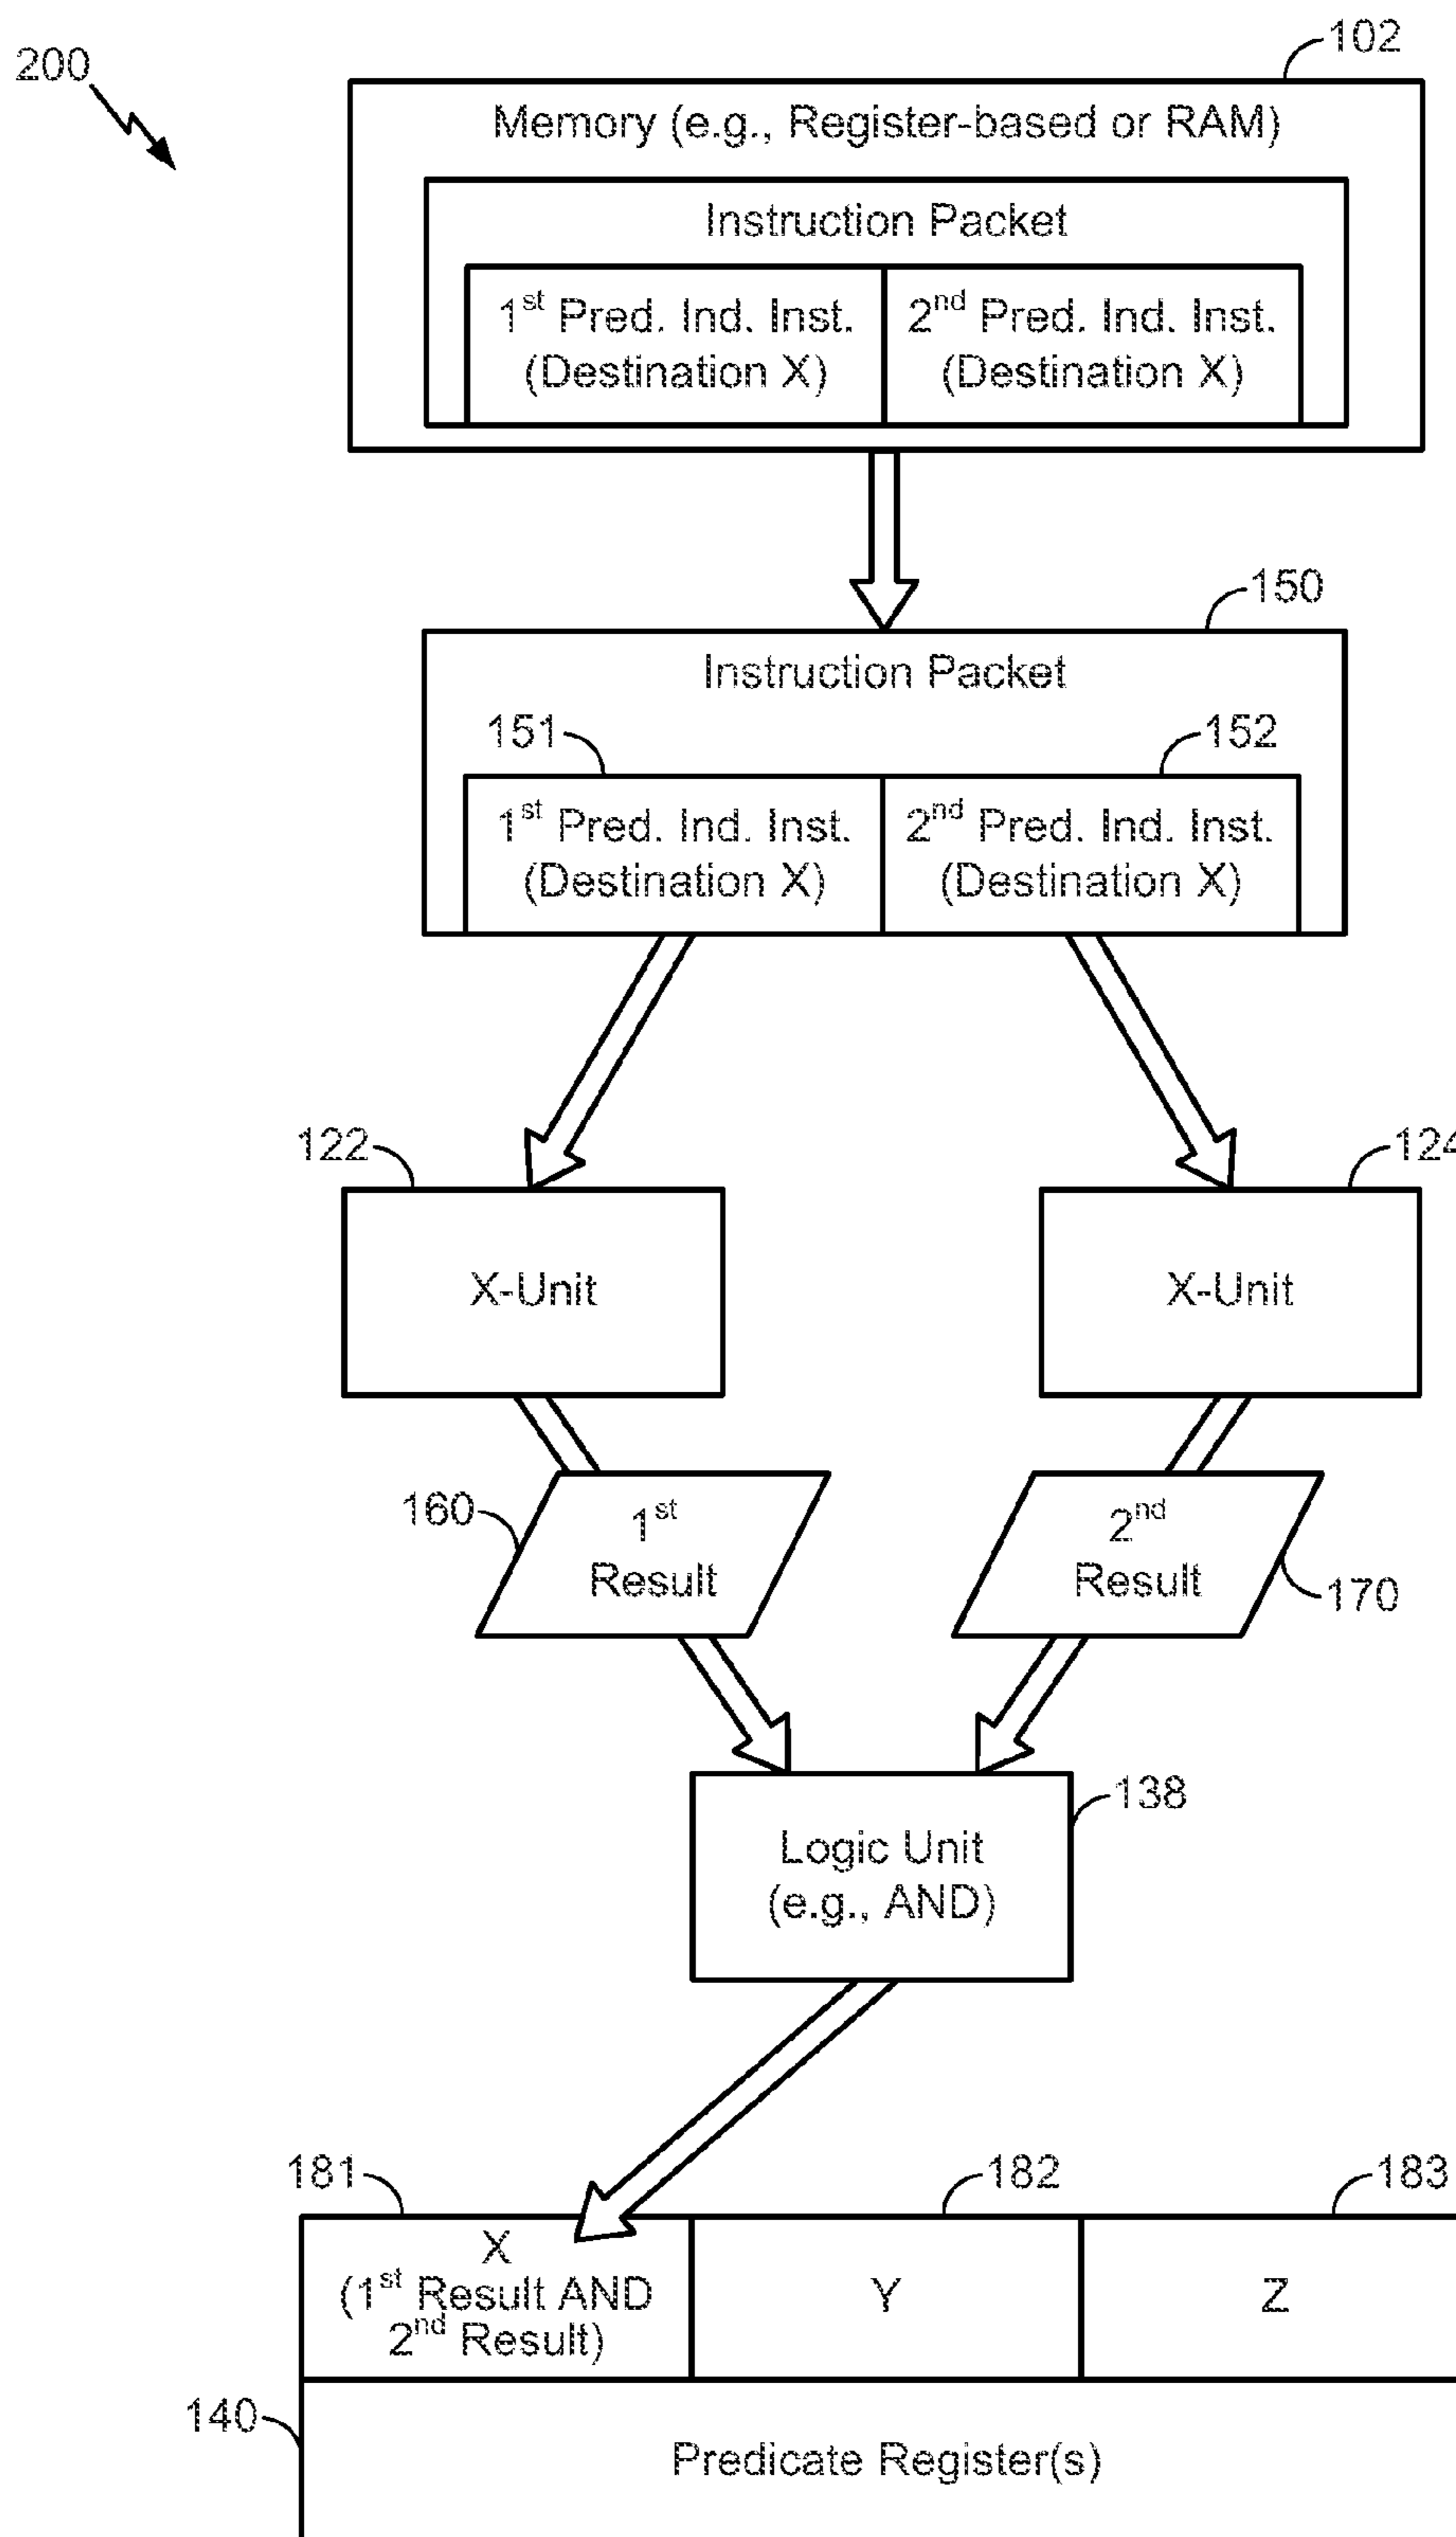 200
102
Memory (e.g., Register-based or RAM)
Instruction Packet
1st Pred. Ind. Inst.
(Destination X)
2nd Pred. Ind. Inst.
(Destination X)
150
Instruction Packet
151
152
1st Pred. Ind. Inst.
(Destination X)
2nd Pred. Ind. Inst.
(Destination X)
122
124
X-Unit
X-Unit
160
1st
Result
2nd
Result
170
138
Logic Unit
(e.g., AND)
181
182
183
X
(1st Result AND
2nd Result)
Y
Z
140
Predicate Register(s)